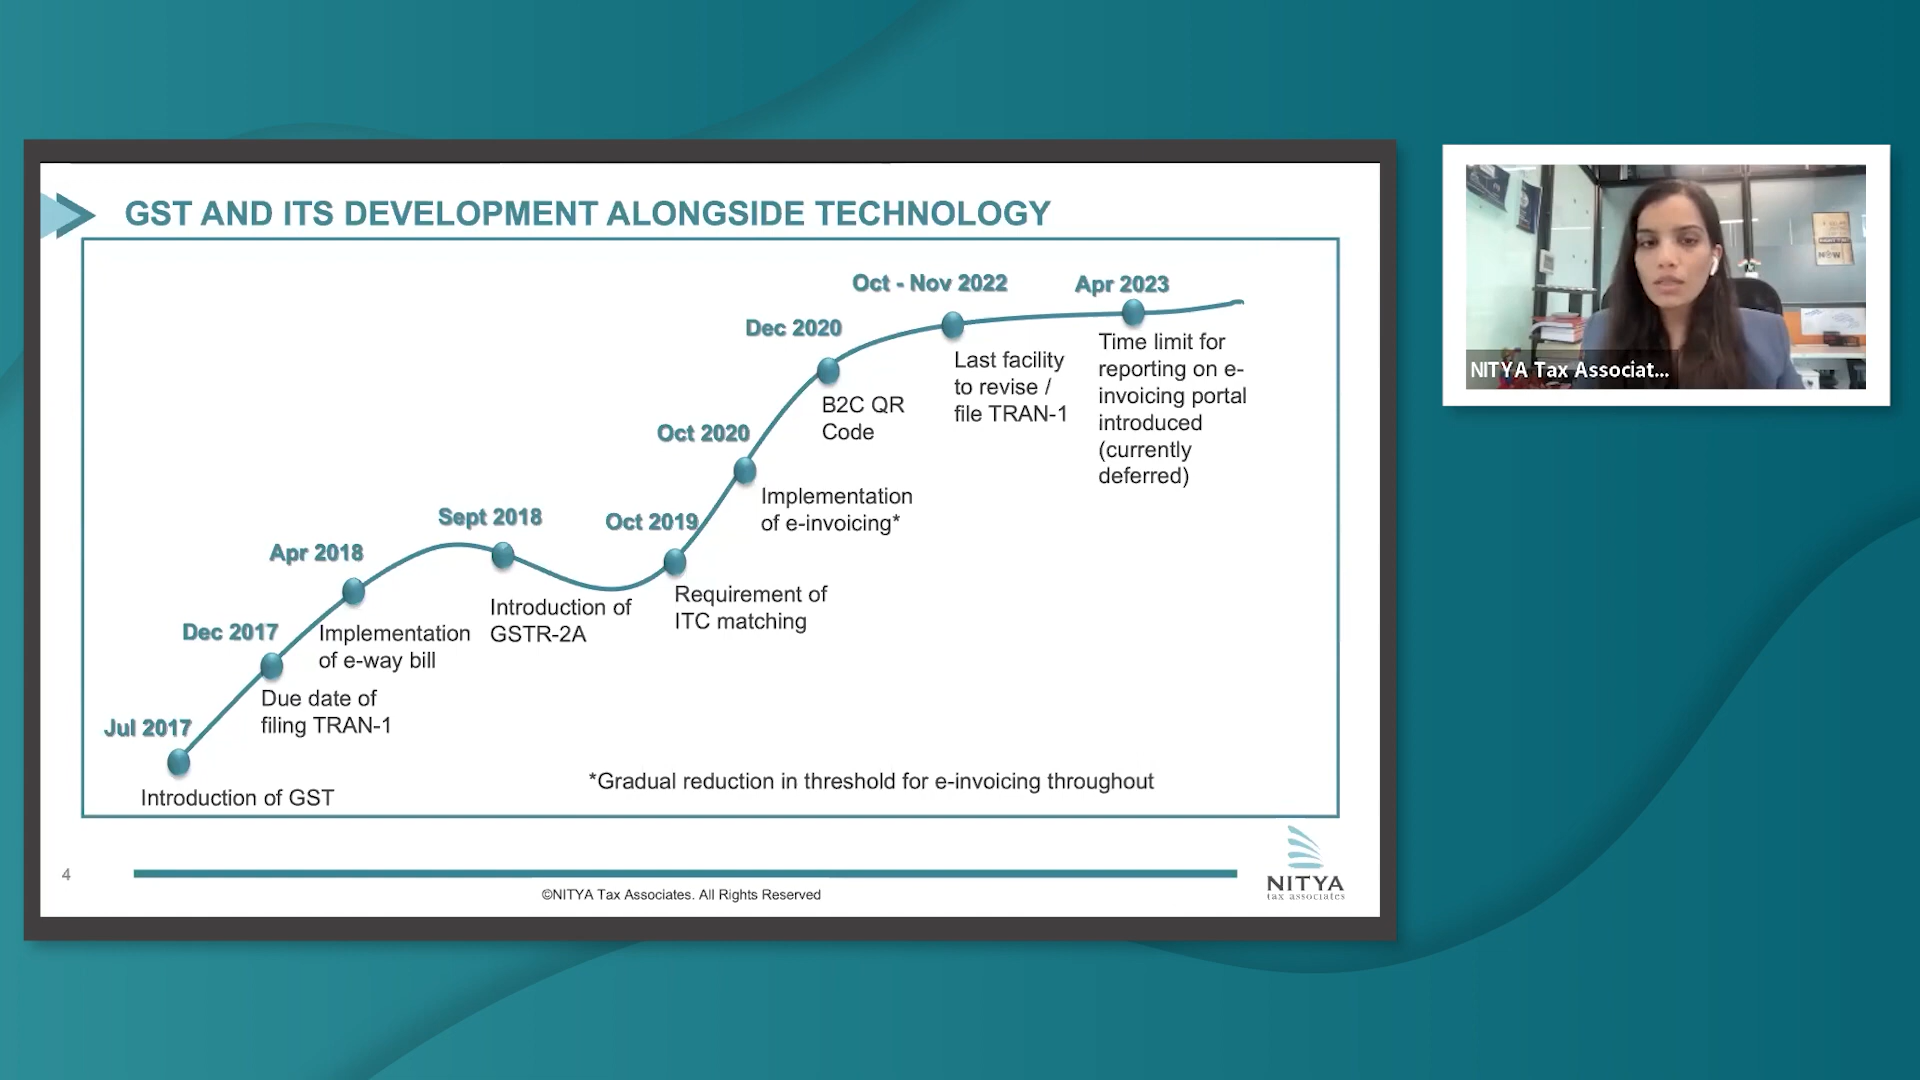 GST AND ITS DEVELOPMENT ALONGSIDE TECHNOLOGY
Jul 2017
Introduction of GST
Dec 2017
Due date of
filing TRAN-1
Apr 2018
Implementation
of e-way bill
Sept 2018
Introduction of
GSTR-2A
Oct 2019
Requirement of
ITC matching
Oct 2020
Implementation
of e-invoicing*
Dec 2020
B2C QR
Code
Oct - Nov 2022
Last facility
to revise /
file TRAN-1
Apr 2023
Time limit for
reporting on e-
invoicing portal
introduced
(currently
deferred)
*Gradual reduction in threshold for e-invoicing throughout
4
©NITYA Tax Associates. All Rights Reserved
NITYA
tax associates
NITYA Tax Associat...
NOW